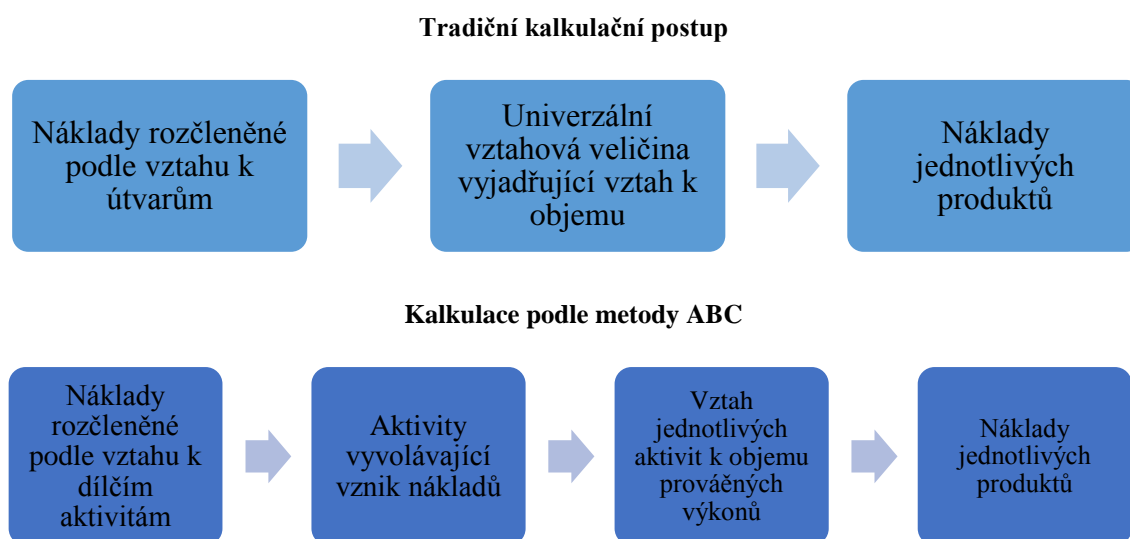 Tradiční kalkulační postup
Náklady rozčleněné
podle vztahu k
útvarům
Univerzální
vztahová veličina
vyjadřující vztah k
objemu
Náklady
jednotlivých
produktů
Kalkulace podle metody ABC
Náklady
rozčleněné
podle vztahu k
dílčím
aktivitám
Aktivity
vyvolávající
vznik nákladů
Vztah
jednotlivých
aktivit k objemu
prováěných
výkonů
Náklady
jednotlivých
produktů